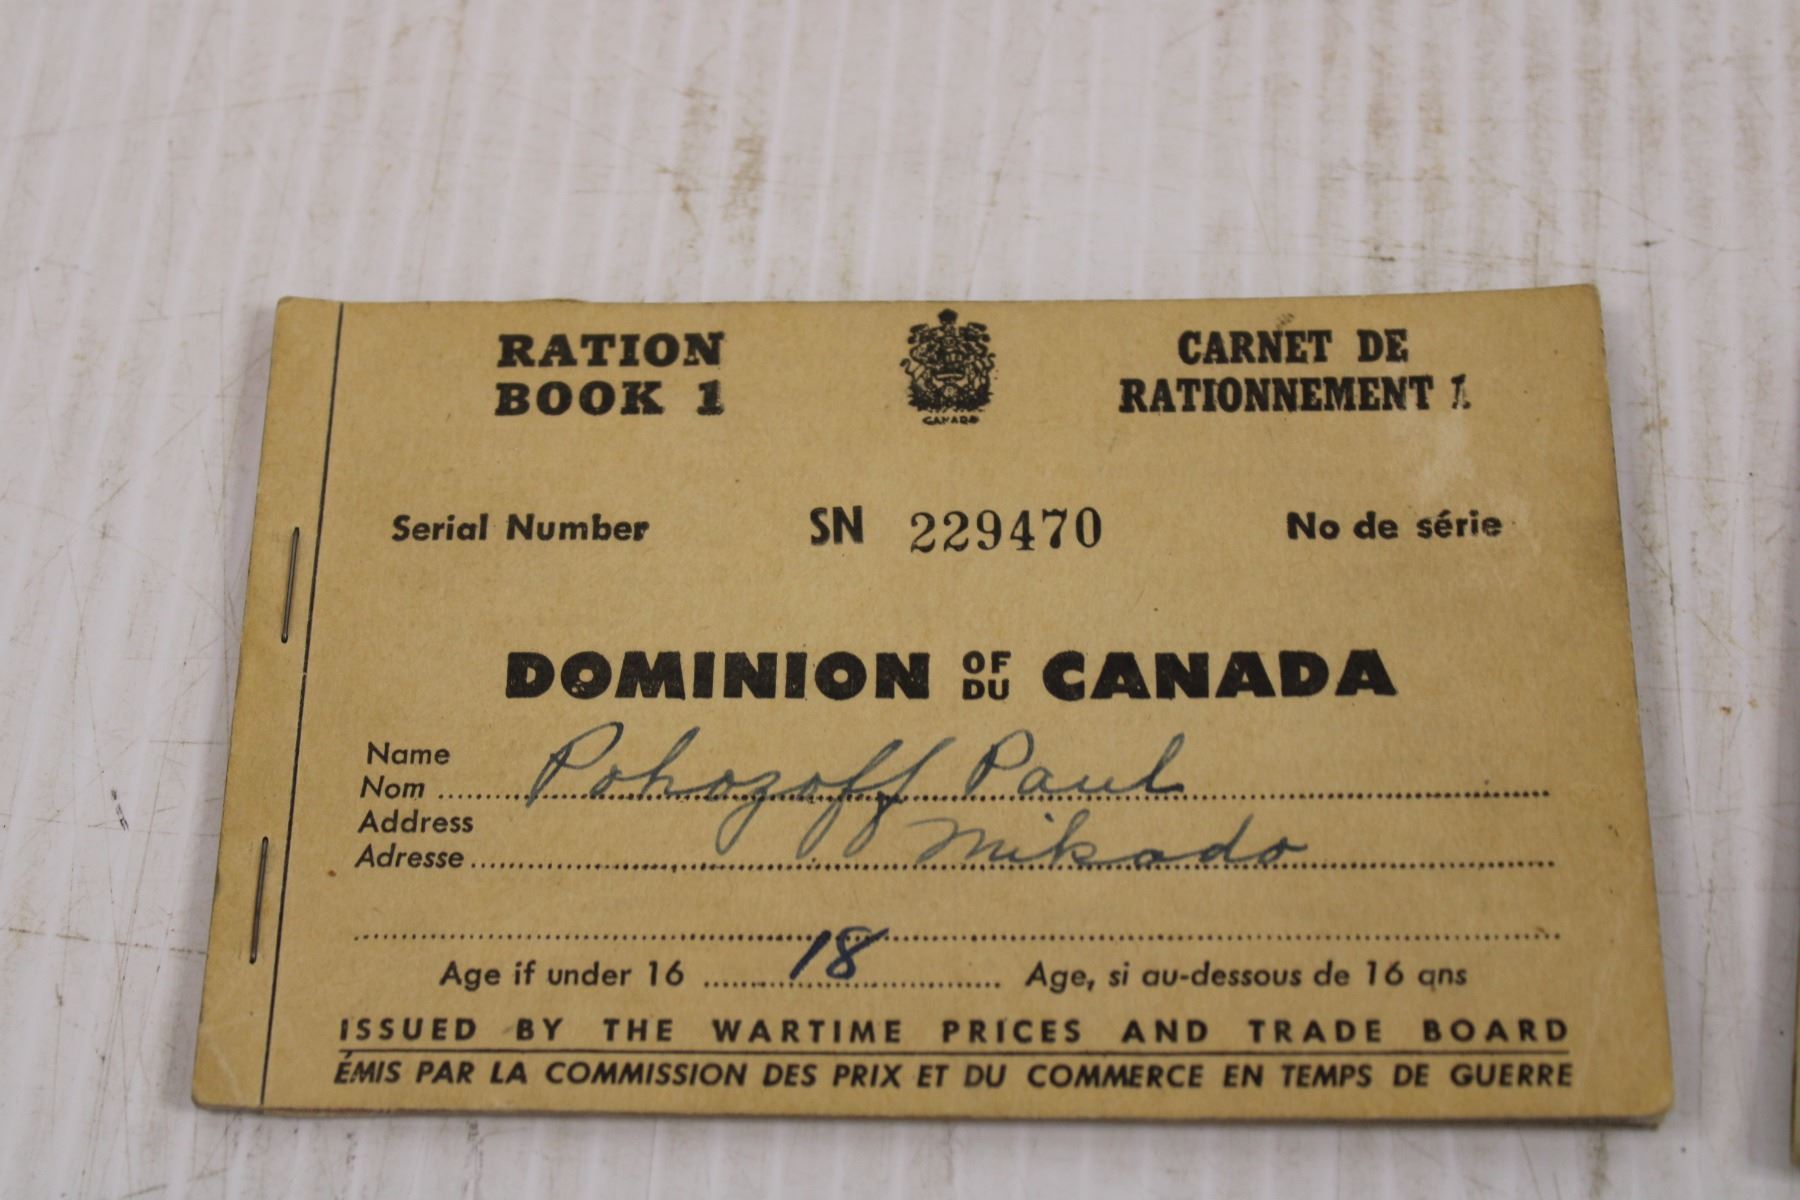 RATION
BOOK 1
CANADA
CARNET DE
RATIONNEMENT 1
Serial Number SN 229470 No de série
DOMINION OF DU CANADA
Name
Nom Pohozoff Paul
Address
Adresse Mikado
Age if under 16 18 Age, si au-dessous de 16 ans
ISSUED BY THE WARTIME PRICES AND TRADE BOARD
ÉMIS PAR LA COMMISSION DES PRIX ET DU COMMERCE EN TEMPS DE GUERRE